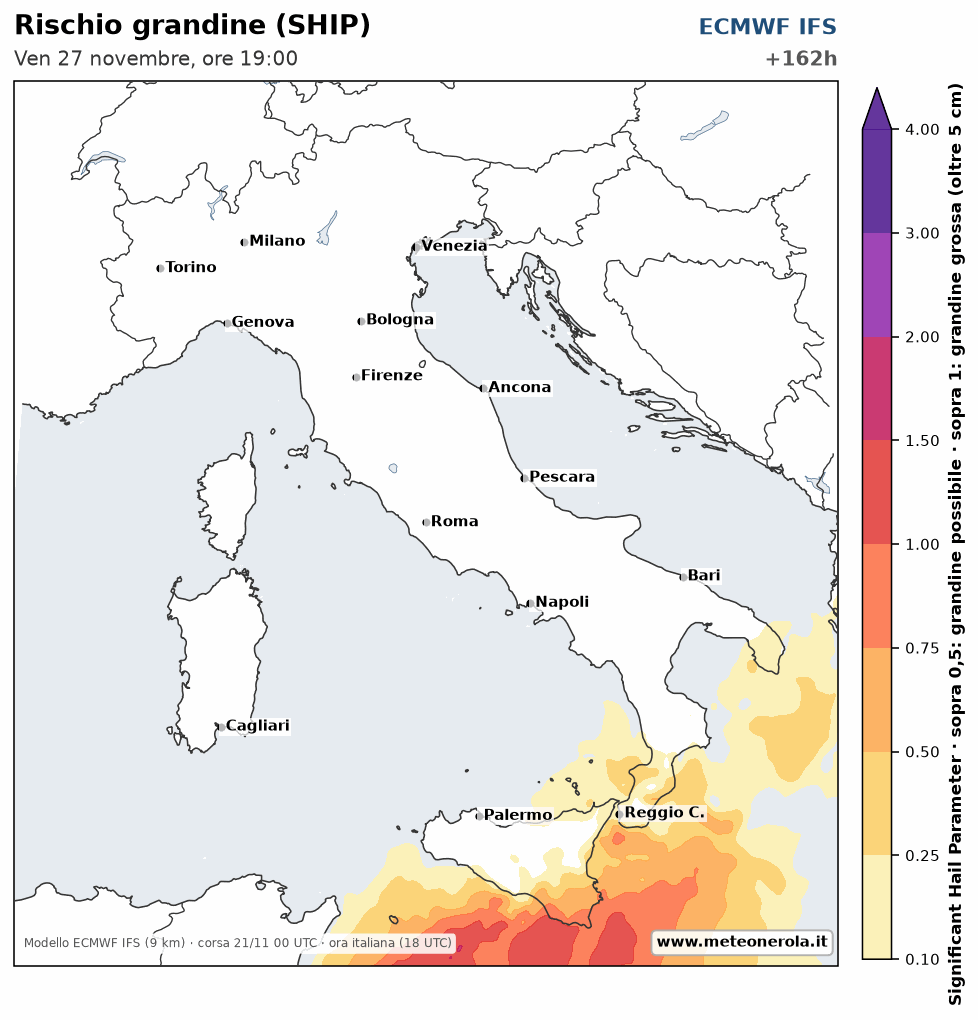 Rischio grandine (SHIP)
ECMWF IFS
Ven 27 novembre, ore 19:00
+162h
Milano
Venezia
Torino
Genova
Bologna
Firenze
Ancona
Pescara
Roma
Bari
Napoli
Cagliari
Palermo
Reggio C.
Modello ECMWF IFS (9 km) · corsa 21/11 00 UTC · ora italiana (18 UTC)
www.meteonerola.it
4.00
3.00
2.00
1.50
1.00
0.75
0.50
0.25
0.10
Significant Hail Parameter · sopra 0,5: grandine possibile · sopra 1: grandine grossa (oltre 5 cm)